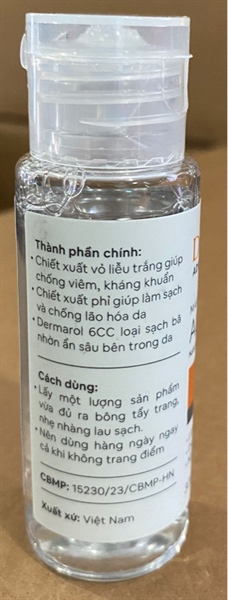 Thành phần chính:
• Chiết xuất vỏ liễu trắng giúp
chống viêm, kháng khuẩn
• Chiết xuất phỉ giúp làm sạch
và chống lão hóa da
• Dermarol 6CC loại sạch bã
nhờn ẩn sâu bên trong da
Cách dùng:
• Lấy một lượng sản phẩm
vừa đủ ra bông tẩy trang,
nhẹ nhàng lau sạch.
• Nên dùng hàng ngày ngay
cả khi không trang điểm
CBMP: 15230/23/CBMP-HN
Xuất xứ: Việt Nam